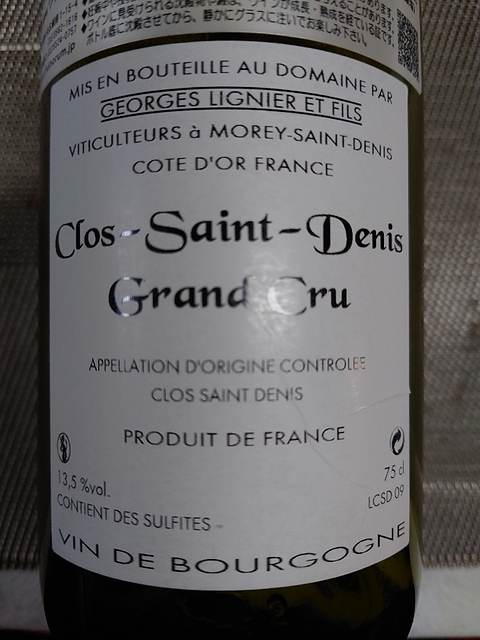 MIS EN BOUTEILLE AU DOMAINE PAR
GEORGES LIGNIER ET FILS
VITICULTEURS à MOREY-SAINT-DENIS
COTE D'OR FRANCE
Clos-Saint-Denis
Grand Cru
APPELLATION D'ORIGINE CONTROLEE
CLOS SAINT DENIS
PRODUIT DE FRANCE
13,5 %vol.
75 cl
CONTIENT DES SULFITES
LCSD 09
VIN DE BOURGOGNE